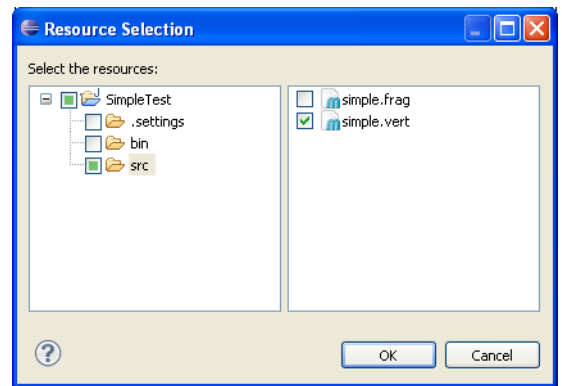 Resource Selection
Select the resources:
SimpleTest
.settings
bin
src
simple.frag
simple.vert
OK
Cancel